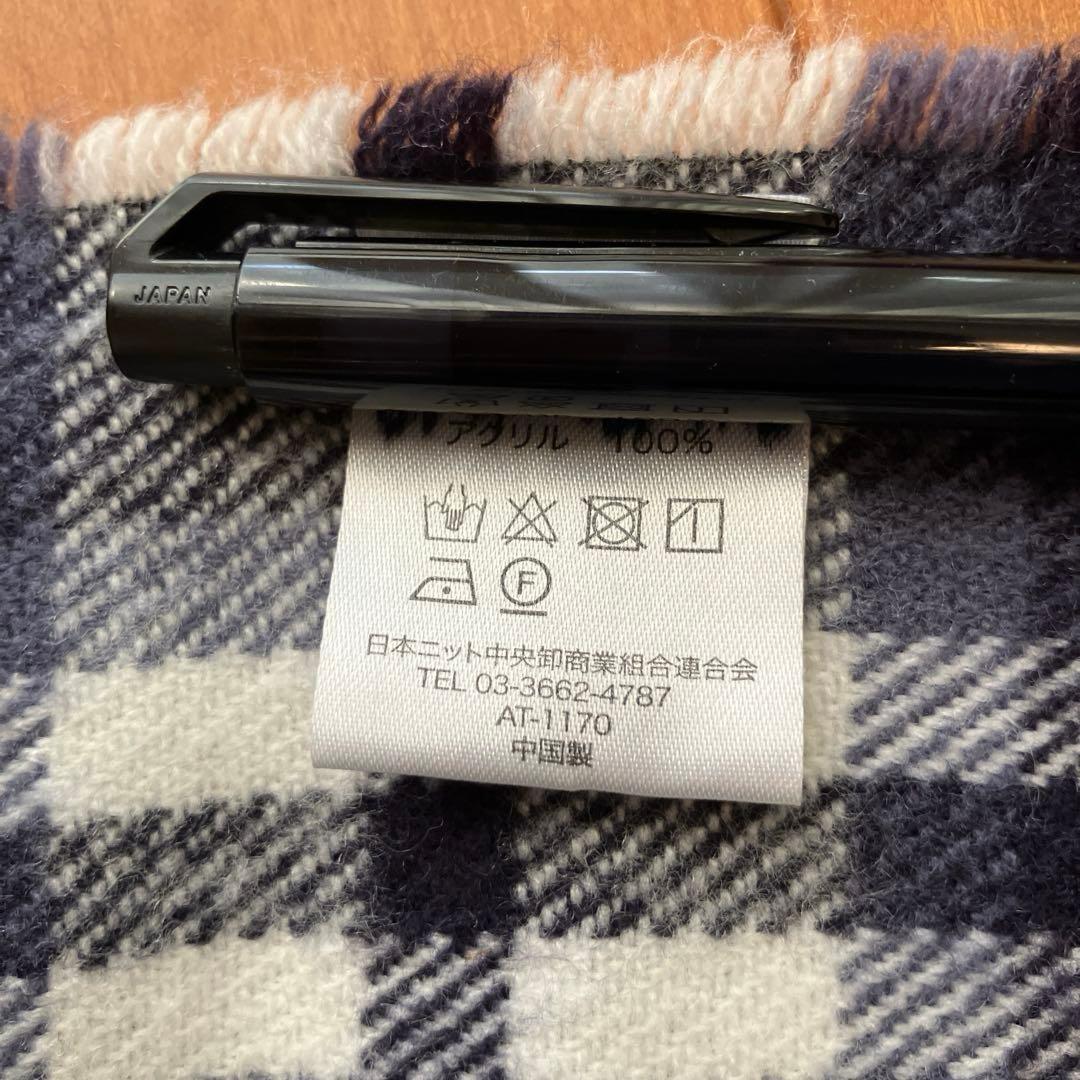 JAPAN
アクリル 100%
F
日本ニット中央卸商業組合連合会
TEL 03-3662-4787
AT-1170
中国製